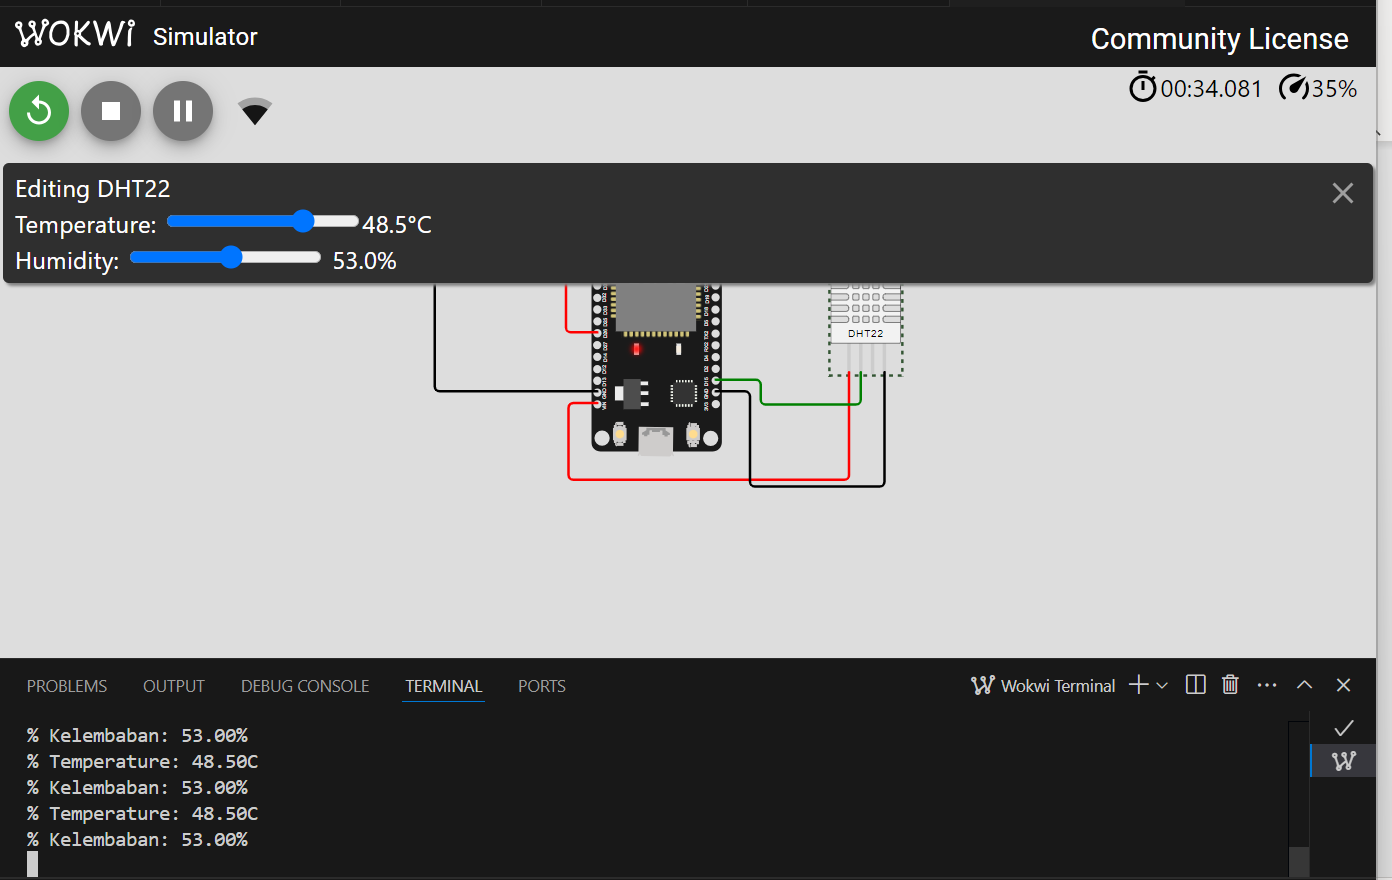 WOKWI Simulator
Community License
00:34.081 35%
Editing DHT22
Temperature: 48.5°C
Humidity: 53.0%
DHT22
PROBLEMS OUTPUT DEBUG CONSOLE TERMINAL PORTS
Wokwi Terminal
% Kelembaban: 53.00%
% Temperature: 48.50C
% Kelembaban: 53.00%
% Temperature: 48.50C
% Kelembaban: 53.00%